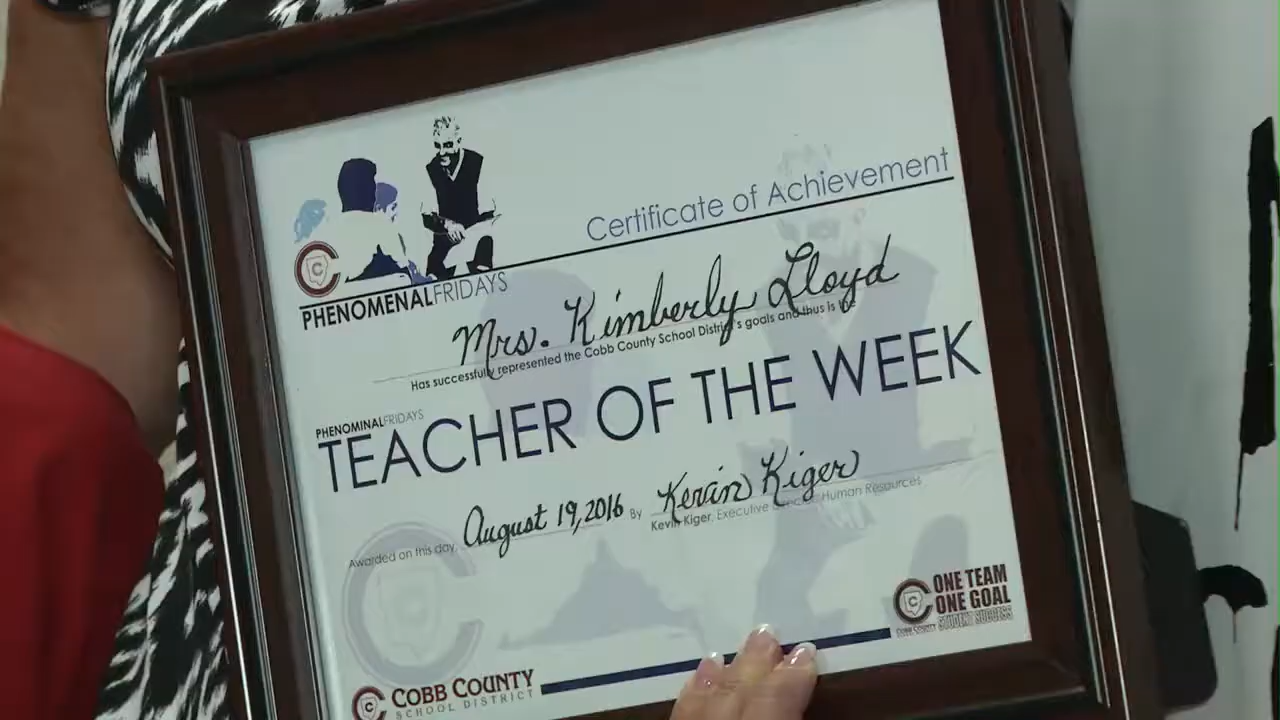 Certificate of Achievement
PHENOMENALFRIDAYS
Mrs. Kimberly Lloyd
Has successfully represented the Cobb County School District's goals and thus is the
PHENOMINALFRIDAYS
TEACHER OF THE WEEK
Awarded on this day, August 19, 2016 By Kevin Kiger
Kevin Kiger, Executive Human Resources
C ONE TEAM
ONE GOAL
COBB COUNTY STUDENT SUCCESS
C COBB COUNTY
SCHOOL DISTRICT